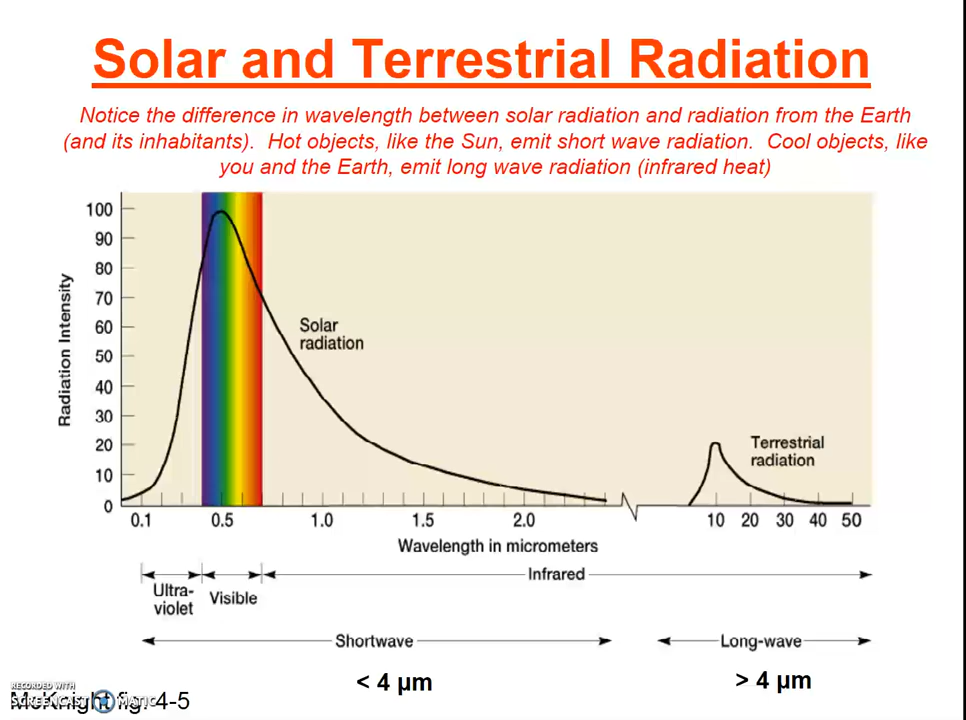 Solar and Terrestrial Radiation
Notice the difference in wavelength between solar radiation and radiation from the Earth
(and its inhabitants).  Hot objects, like the Sun, emit short wave radiation.  Cool objects, like
you and the Earth, emit long wave radiation (infrared heat)
Radiation Intensity
100
90
80
70
60
50
40
30
20
10
0
Solar
radiation
Terrestrial
radiation
0.1 0.5 1.0 1.5 2.0 10 20 30 40 50
Wavelength in micrometers
Ultra-
violet
Visible
Infrared
Shortwave
Long-wave
< 4 µm
> 4 µm
McKnight fig. 4-5
RECORDED WITH
SCREENCAST MATIC